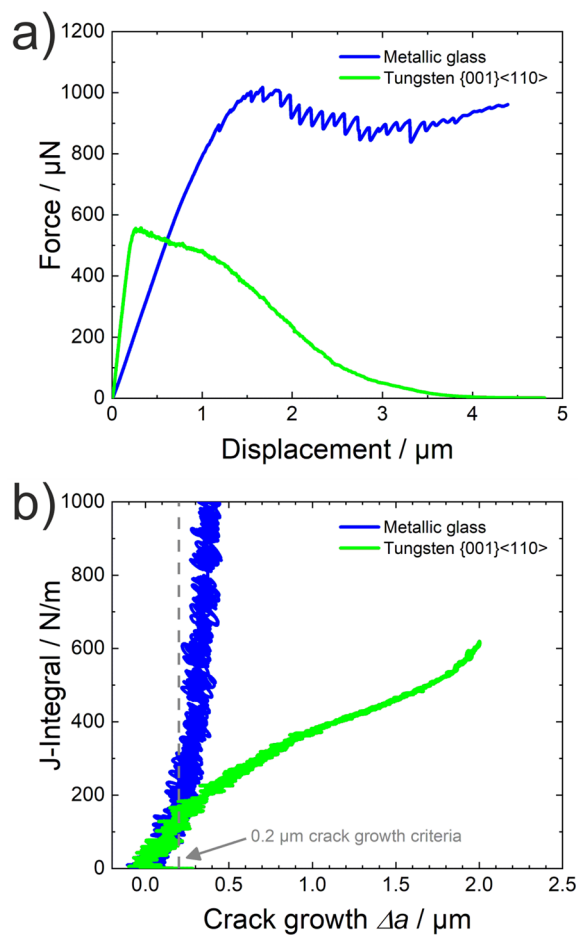 a)
1200
1000
800
600
400
200
0
Force / µN
Metallic glass
Tungsten {001}<110>
0 1 2 3 4 5
Displacement / µm
b)
1000
800
600
400
200
0
J-Integral / N/m
Metallic glass
Tungsten {001}<110>
0.2 µm crack growth criteria
0.0 0.5 1.0 1.5 2.0 2.5
Crack growth Δa / µm